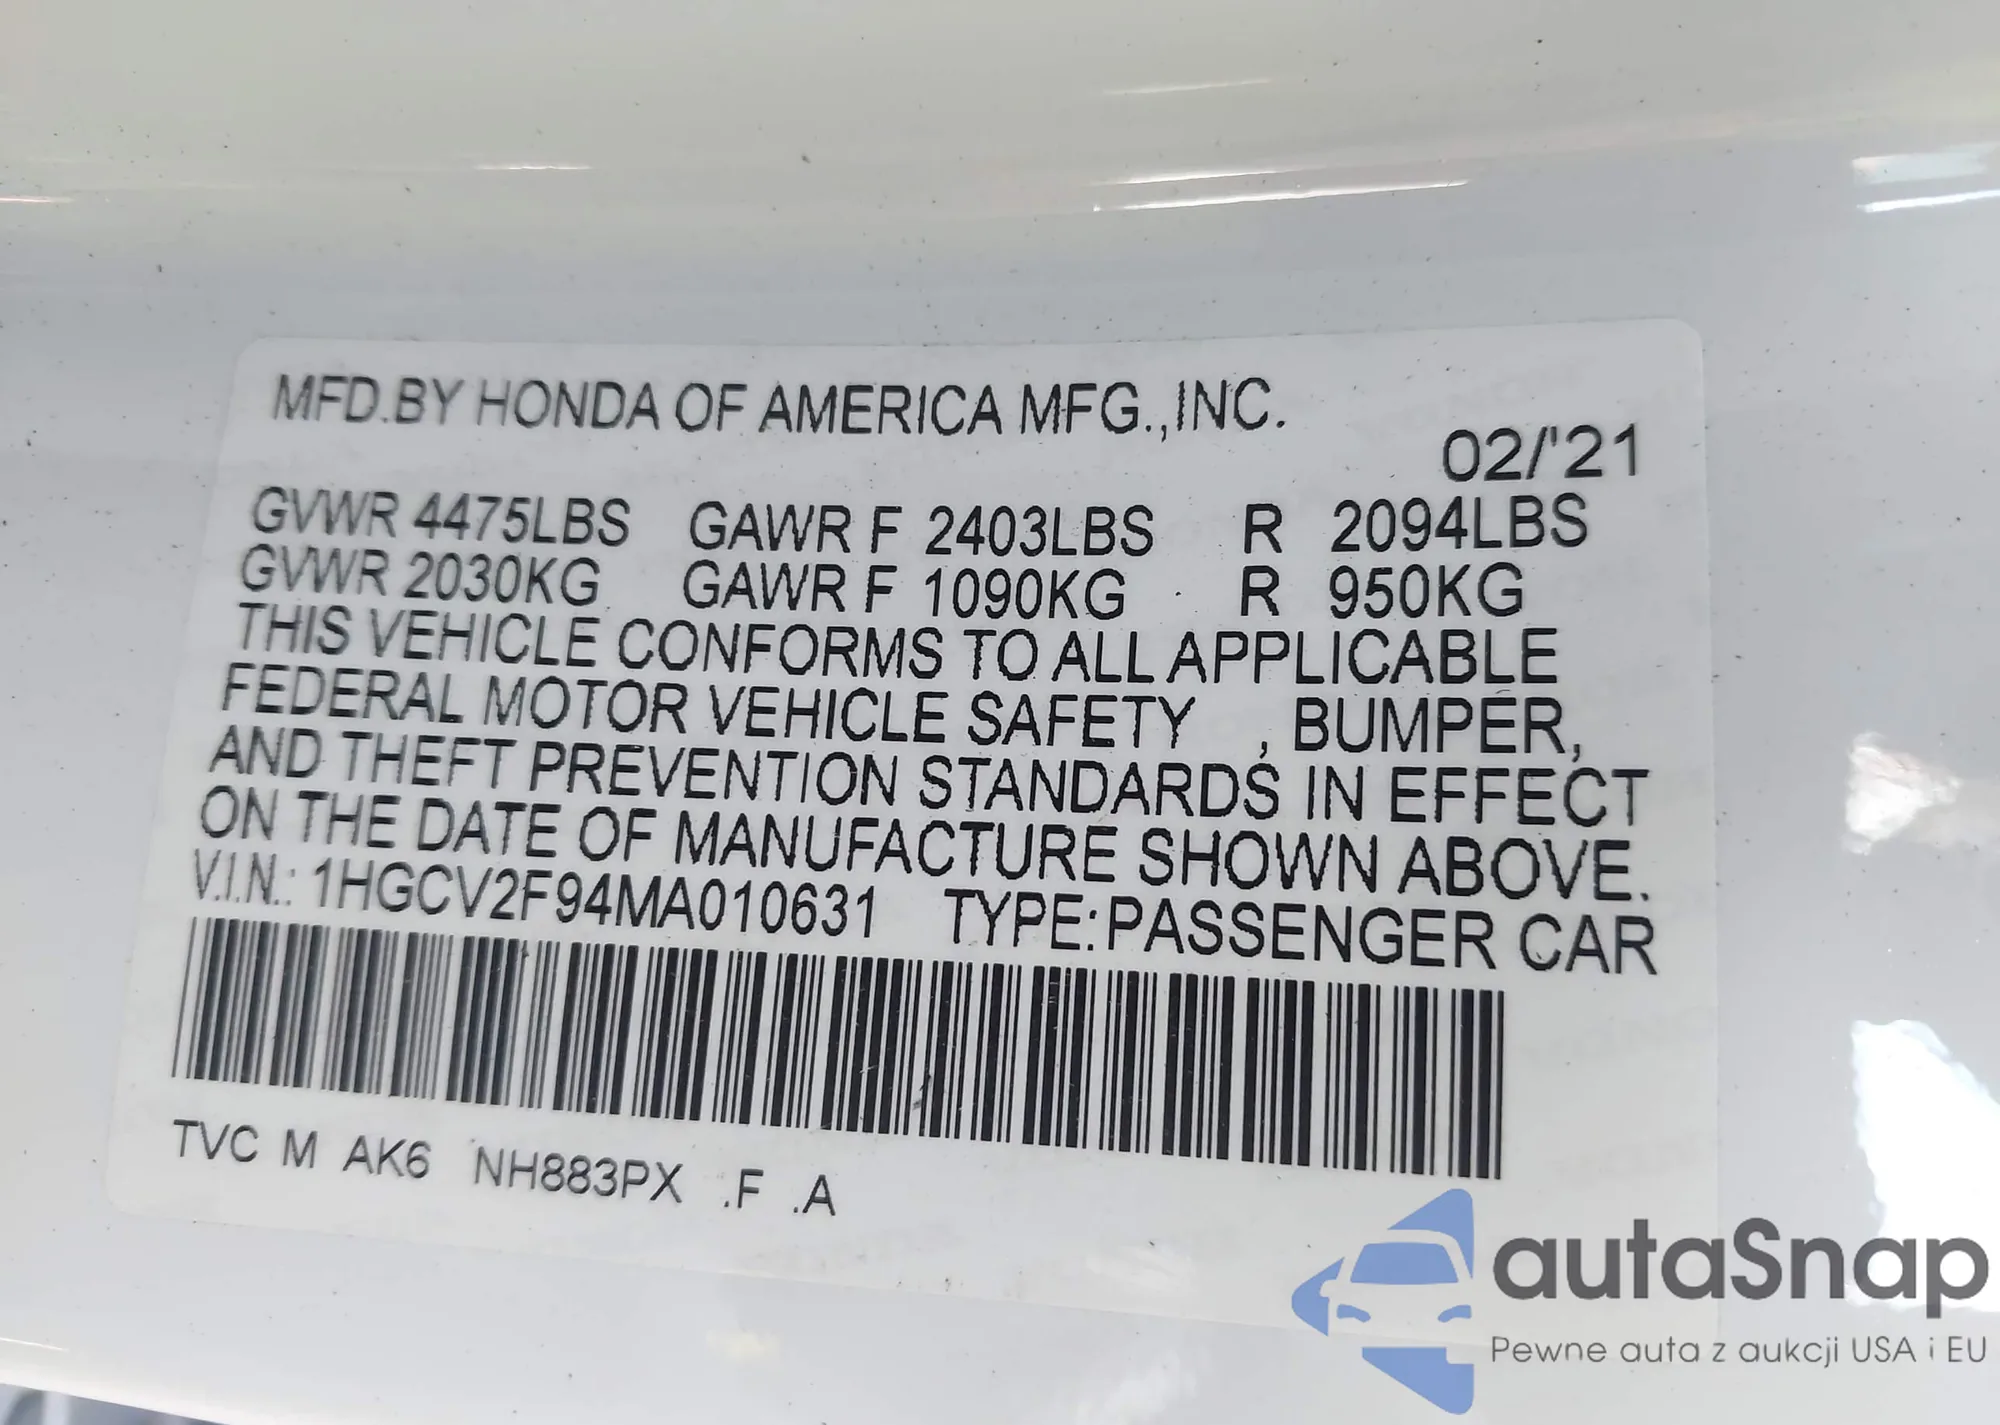 MFD.BY HONDA OF AMERICA MFG.,INC.
02/'21
GVWR 4475LBS GAWR F 2403LBS R 2094LBS
GVWR 2030KG GAWR F 1090KG R 950KG
THIS VEHICLE CONFORMS TO ALL APPLICABLE
FEDERAL MOTOR VEHICLE SAFETY , BUMPER,
AND THEFT PREVENTION STANDARDS IN EFFECT
ON THE DATE OF MANUFACTURE SHOWN ABOVE.
V.I.N.: 1HGCV2F94MA010631 TYPE:PASSENGER CAR
TVC M AK6 NH883PX .F .A
autaSnap
Pewne auta z aukcji USA i EU